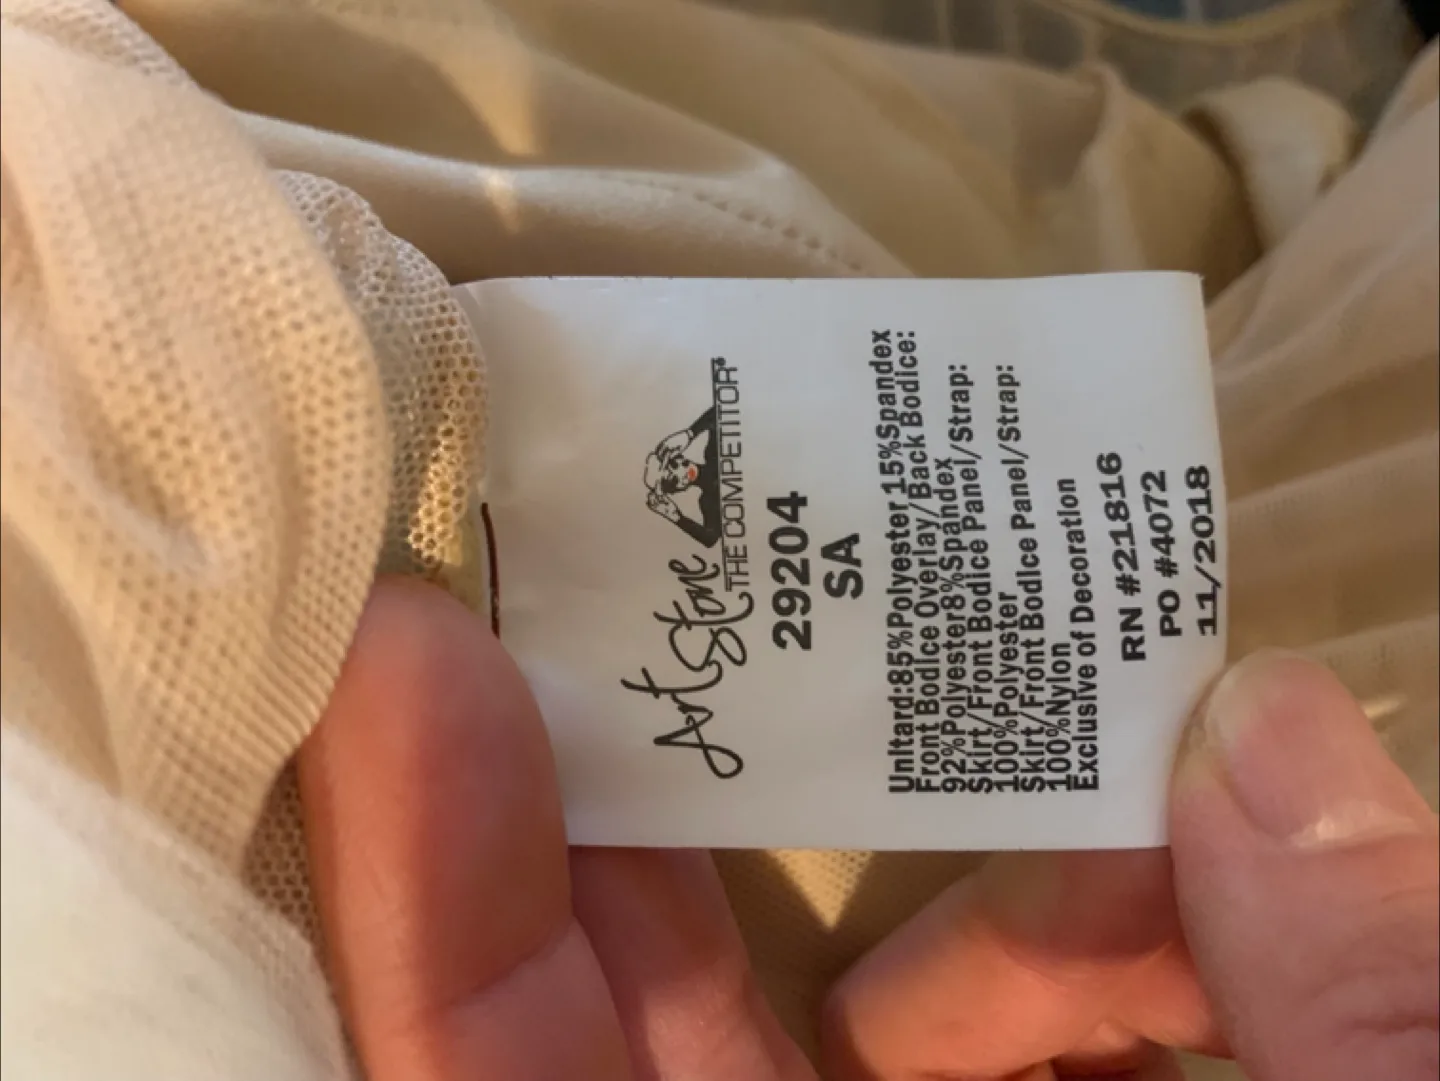 Art Stone
THE COMPETITOR®
29204
SA
Unitard:85%Polyester 15%Spandex
Front Bodice Overlay/Back Bodice:
92%Polyester8%Spandex
Skirt/Front Bodice Panel/Strap:
100%Polyester
Skirt/Front Bodice Panel/Strap:
100%Nylon
Exclusive of Decoration
RN #21816
PO #4072
11/2018